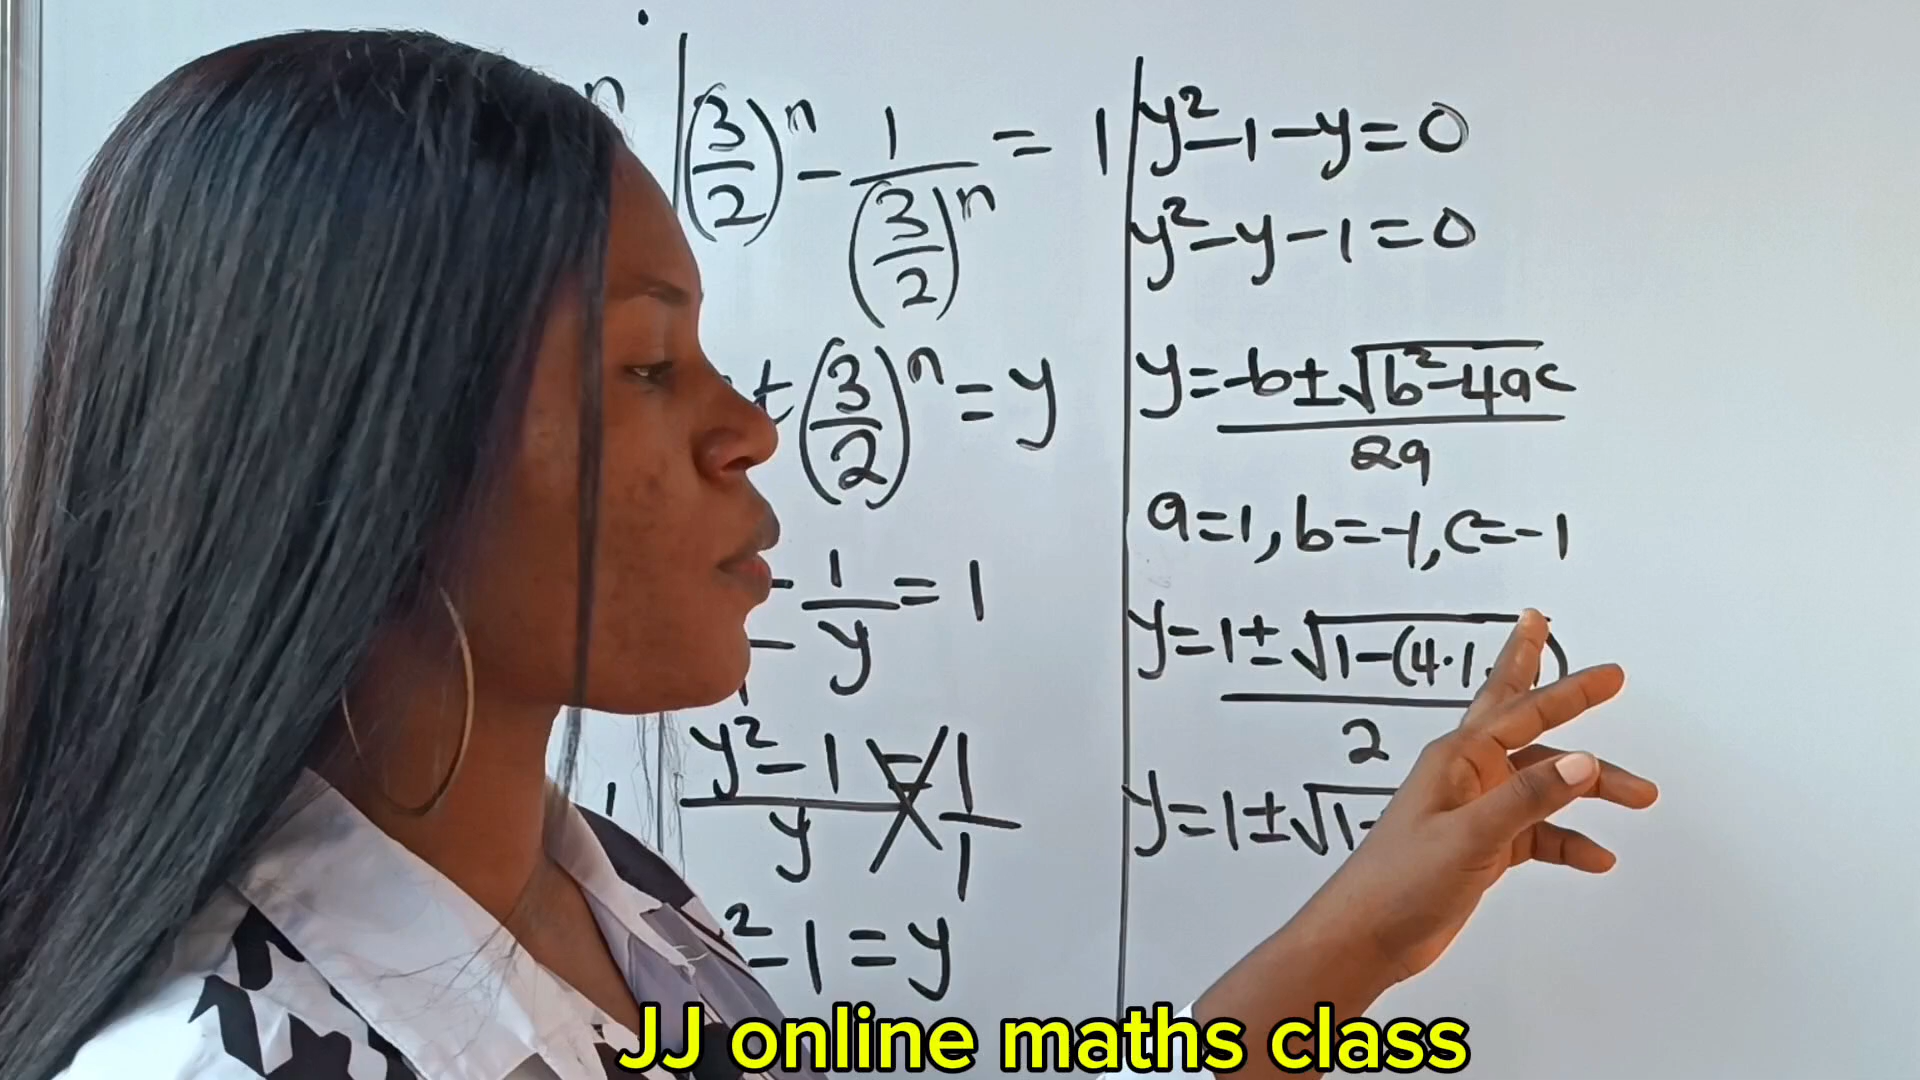 n
(3/2)^n - 1/(3/2)^n = 1
t (3/2)^n = y
- 1/y = 1
(y² - 1)/y = 1/1
² - 1 = y
y² - 1 - y = 0
y² - y - 1 = 0
y = (-b ± √(b² - 4ac))/2a
a = 1, b = -1, c = -1
y = (1 ± √(1 - (4·1
2
y = 1 ± √1 -
JJ online maths class